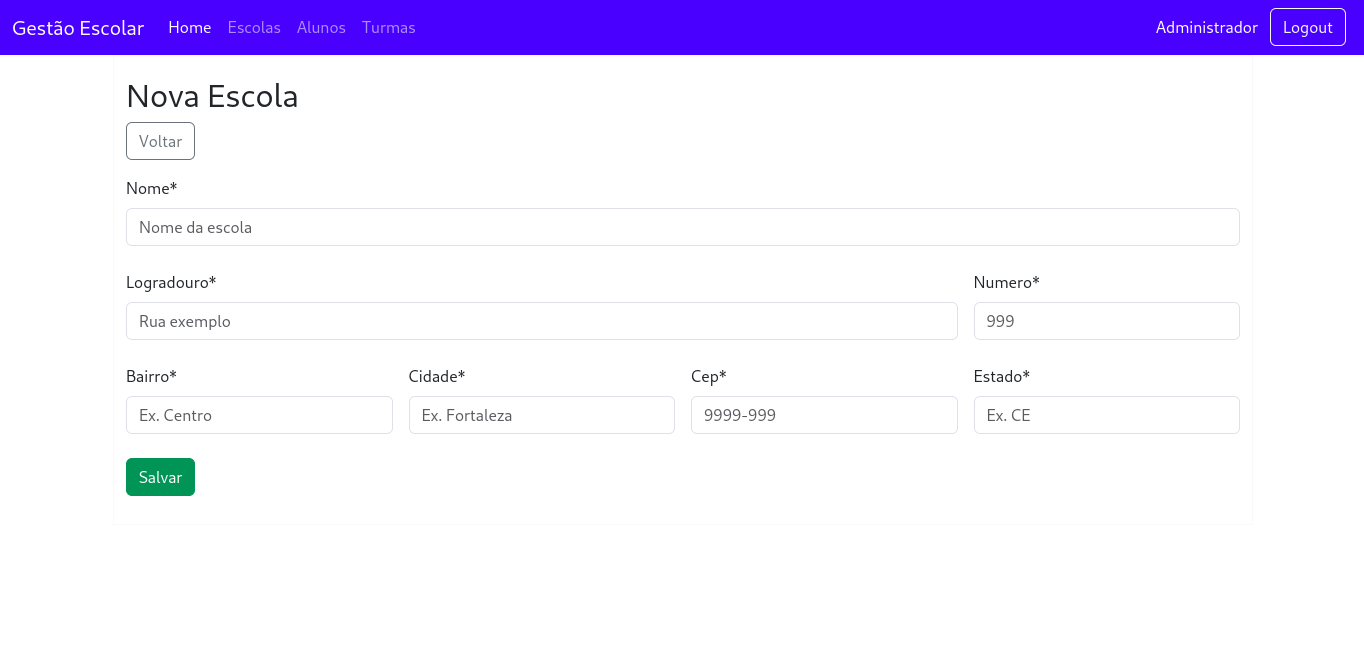 Gestão Escolar Home Escolas Alunos Turmas Administrador Logout
Nova Escola
Voltar
Nome*
Nome da escola
Logradouro* Numero*
Rua exemplo 999
Bairro* Cidade* Cep* Estado*
Ex. Centro Ex. Fortaleza 9999-999 Ex. CE
Salvar